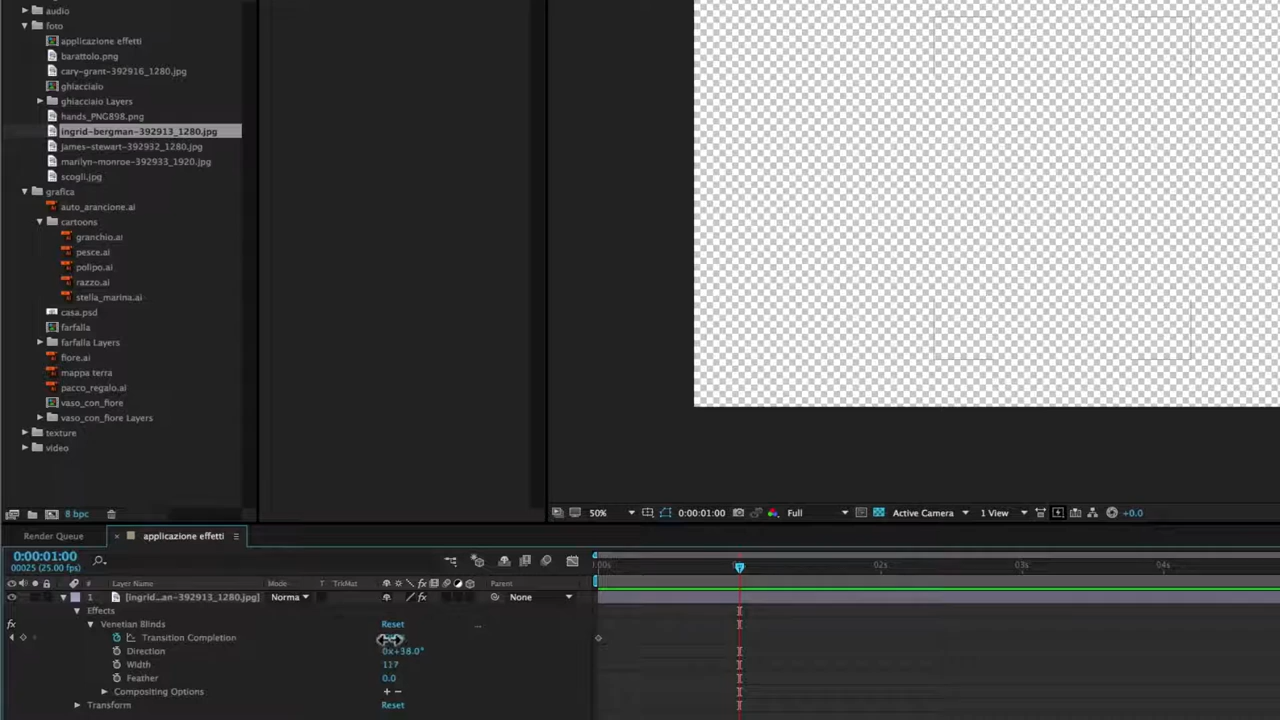 audio
foto
applicazione effetti
barattolo.png
cary-grant-392916_1280.jpg
ghiacciaio
ghiacciaio Layers
hands_PNG898.png
ingrid-bergman-392913_1280.jpg
james-stewart-392932_1280.jpg
marilyn-monroe-392933_1920.jpg
scogli.jpg
grafica
auto_arancione.ai
cartoons
granchio.ai
pesce.ai
polipo.ai
razzo.ai
stella_marina.ai
casa.psd
farfalla
farfalla Layers
fiore.ai
mappa terra
pacco_regalo.ai
vaso_con_fiore
vaso_con_fiore Layers
texture
video
8 bpc
50% 0:00:01:00 Full Active Camera 1 View +0.0
Render Queue × applicazione effetti
0:00:01:00
00025 (25.00 fps)
:00s 02s 03s 04s
# Layer Name Mode T TrkMat fx Parent
1 [ingrid...an-392913_1280.jpg] Norma fx None
Effects
fx Venetian Blinds Reset ...
Transition Completion
Direction 0x+38.0°
Width 117
Feather 0.0
Compositing Options + −
Transform Reset